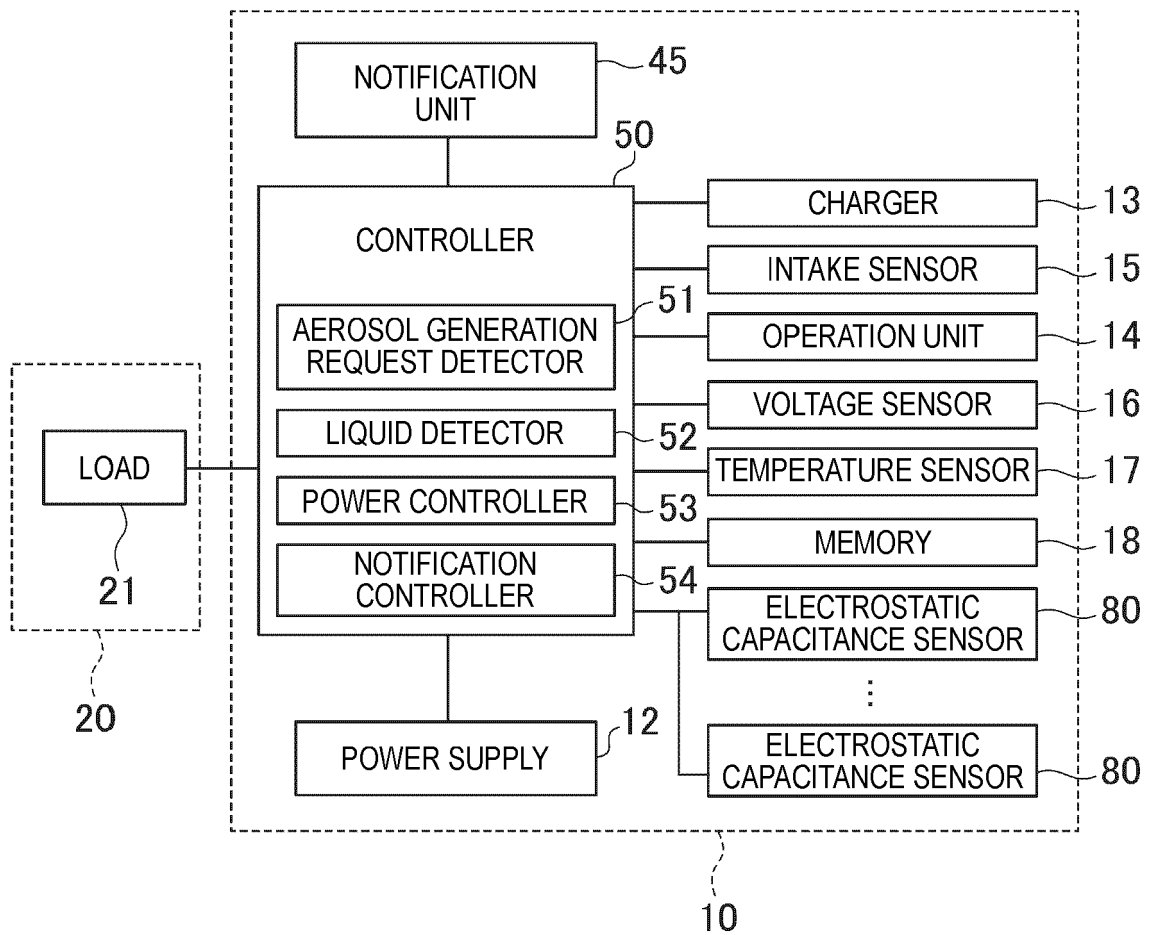 NOTIFICATION
UNIT
45
50
CONTROLLER
AEROSOL GENERATION
REQUEST DETECTOR
51
LIQUID DETECTOR
52
POWER CONTROLLER
53
NOTIFICATION
CONTROLLER
54
LOAD
21
20
POWER SUPPLY
12
CHARGER
13
INTAKE SENSOR
15
OPERATION UNIT
14
VOLTAGE SENSOR
16
TEMPERATURE SENSOR
17
MEMORY
18
ELECTROSTATIC
CAPACITANCE SENSOR
80
⋮
ELECTROSTATIC
CAPACITANCE SENSOR
80
10